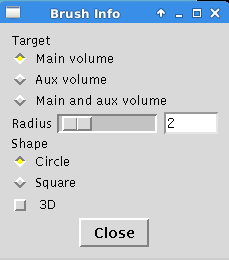 Brush Info
Target
Main volume
Aux volume
Main and aux volume
Radius 2
Shape
Circle
Square
3D
Close